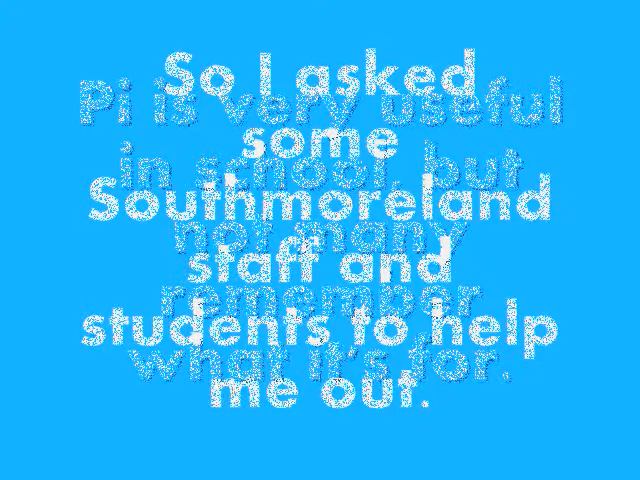 So I asked
some
Southmoreland
staff and
students to help
me out.
Pi is very useful
in school, but
not many
remember
what it's for.